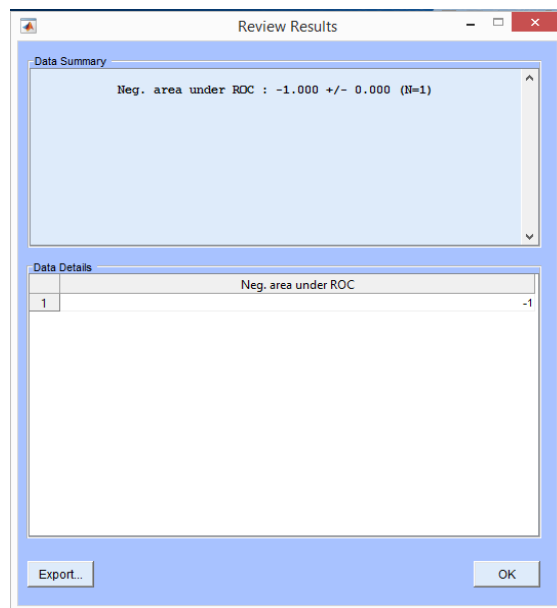 Review Results
Data Summary
Neg. area under ROC : -1.000 +/- 0.000 (N=1)
Data Details
Neg. area under ROC
1 -1
Export... OK